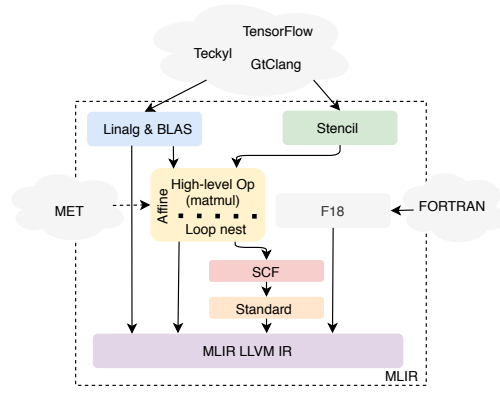 TensorFlow
Teckyl
GtClang
Linalg & BLAS
Stencil
MET
Affine
High-level Op
(matmul)
Loop nest
F18
FORTRAN
SCF
Standard
MLIR LLVM IR
MLIR